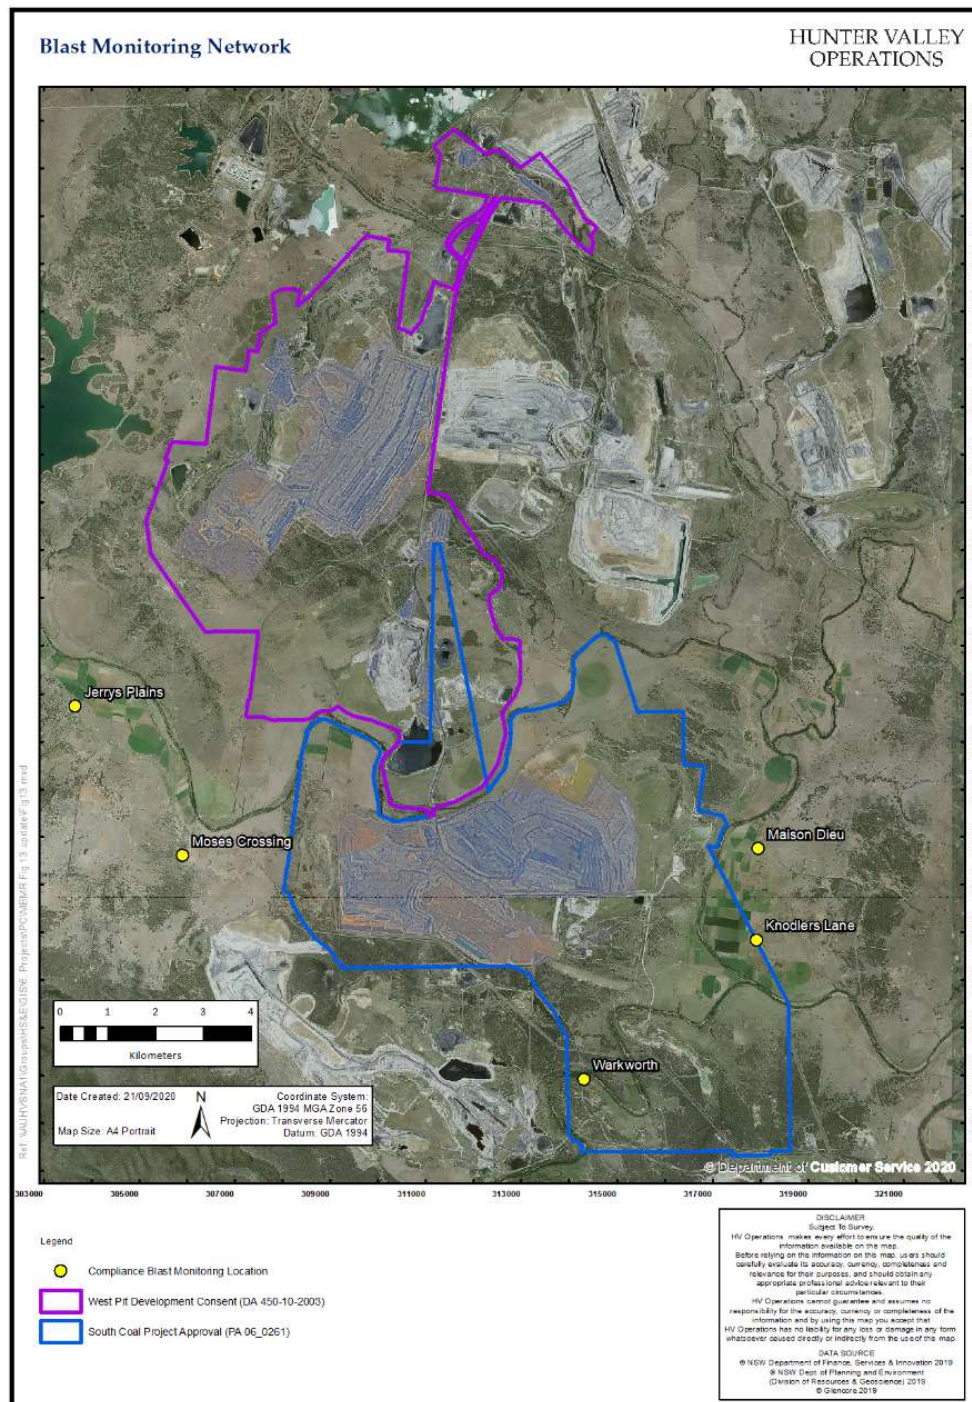 Blast Monitoring Network
HUNTER VALLEY
OPERATIONS
Jerrys Plains
Moses Crossing
Maison Dieu
Knodlers Lane
Warkworth
0 1 2 3 4
Kilometers
Date Created: 21/09/2020
Map Size: A4 Portrait
N
Coordinate System:
GDA 1994 MGA Zone 56
Projection: Transverse Mercator
Datum: GDA 1994
© Department of Customer Service 2020
303000 305000 307000 309000 311000 313000 315000 317000 319000 321000
Legend
Compliance Blast Monitoring Location
West Pit Development Consent (DA 450-10-2003)
South Coal Project Approval (PA 06_0261)
DISCLAIMER
Subject To Survey.
HV Operations makes every effort to ensure the quality of the
information available on the map.
Before relying on the information on this map, users should
carefully evaluate its accuracy, currency, completeness and
relevance for their purposes, and should obtain any
appropriate professional advice relevant to their
particular circumstances.
HV Operations cannot guarantee and assumes no
responsibility for the accuracy, currency or completeness of the
information and by using this map you accept that
HV Operations has no liability for any loss or damage in any form
whatsoever caused directly or indirectly from the use of this map.
DATA SOURCE
© NSW Department of Finance, Services & Innovation 2019
© NSW Dept. of Planning and Environment
(Division of Resources & Geoscience) 2019
© Glencore 2019